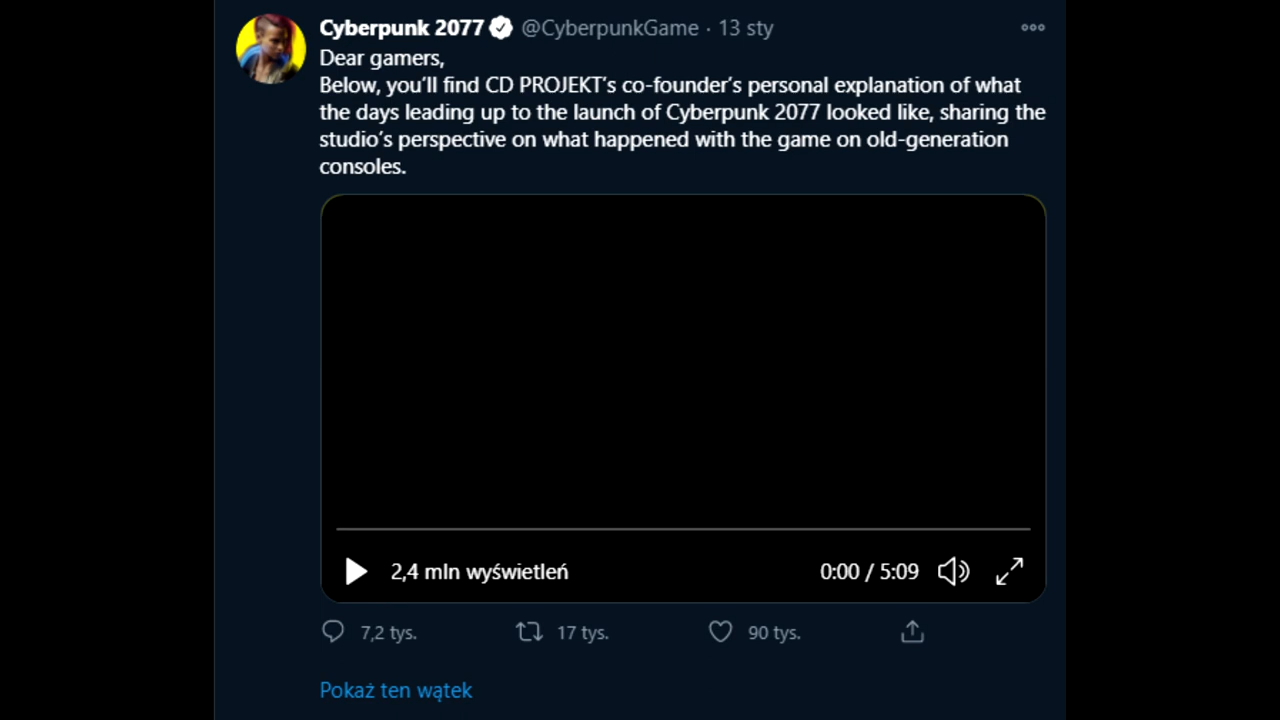 Cyberpunk 2077 @CyberpunkGame · 13 sty
Dear gamers,
Below, you’ll find CD PROJEKT’s co-founder’s personal explanation of what
the days leading up to the launch of Cyberpunk 2077 looked like, sharing the
studio’s perspective on what happened with the game on old-generation
consoles.
2,4 mln wyświetleń 0:00 / 5:09
7,2 tys. 17 tys. 90 tys.
Pokaż ten wątek